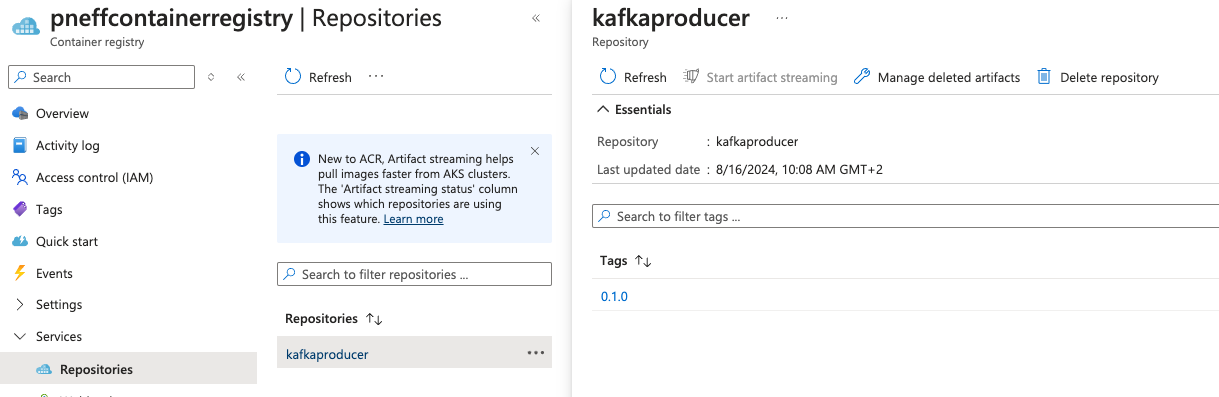 pneffcontainerregistry | Repositories
Container registry
«
Search
«
Overview
Activity log
Access control (IAM)
Tags
Quick start
Events
Settings
Services
Repositories
Refresh ...
New to ACR, Artifact streaming helps
pull images faster from AKS clusters.
The 'Artifact streaming status' column
shows which repositories are using
this feature. Learn more
Search to filter repositories ...
Repositories
kafkaproducer ...
kafkaproducer ...
Repository
Refresh Start artifact streaming Manage deleted artifacts Delete repository
Essentials
Repository : kafkaproducer
Last updated date : 8/16/2024, 10:08 AM GMT+2
Search to filter tags ...
Tags
0.1.0